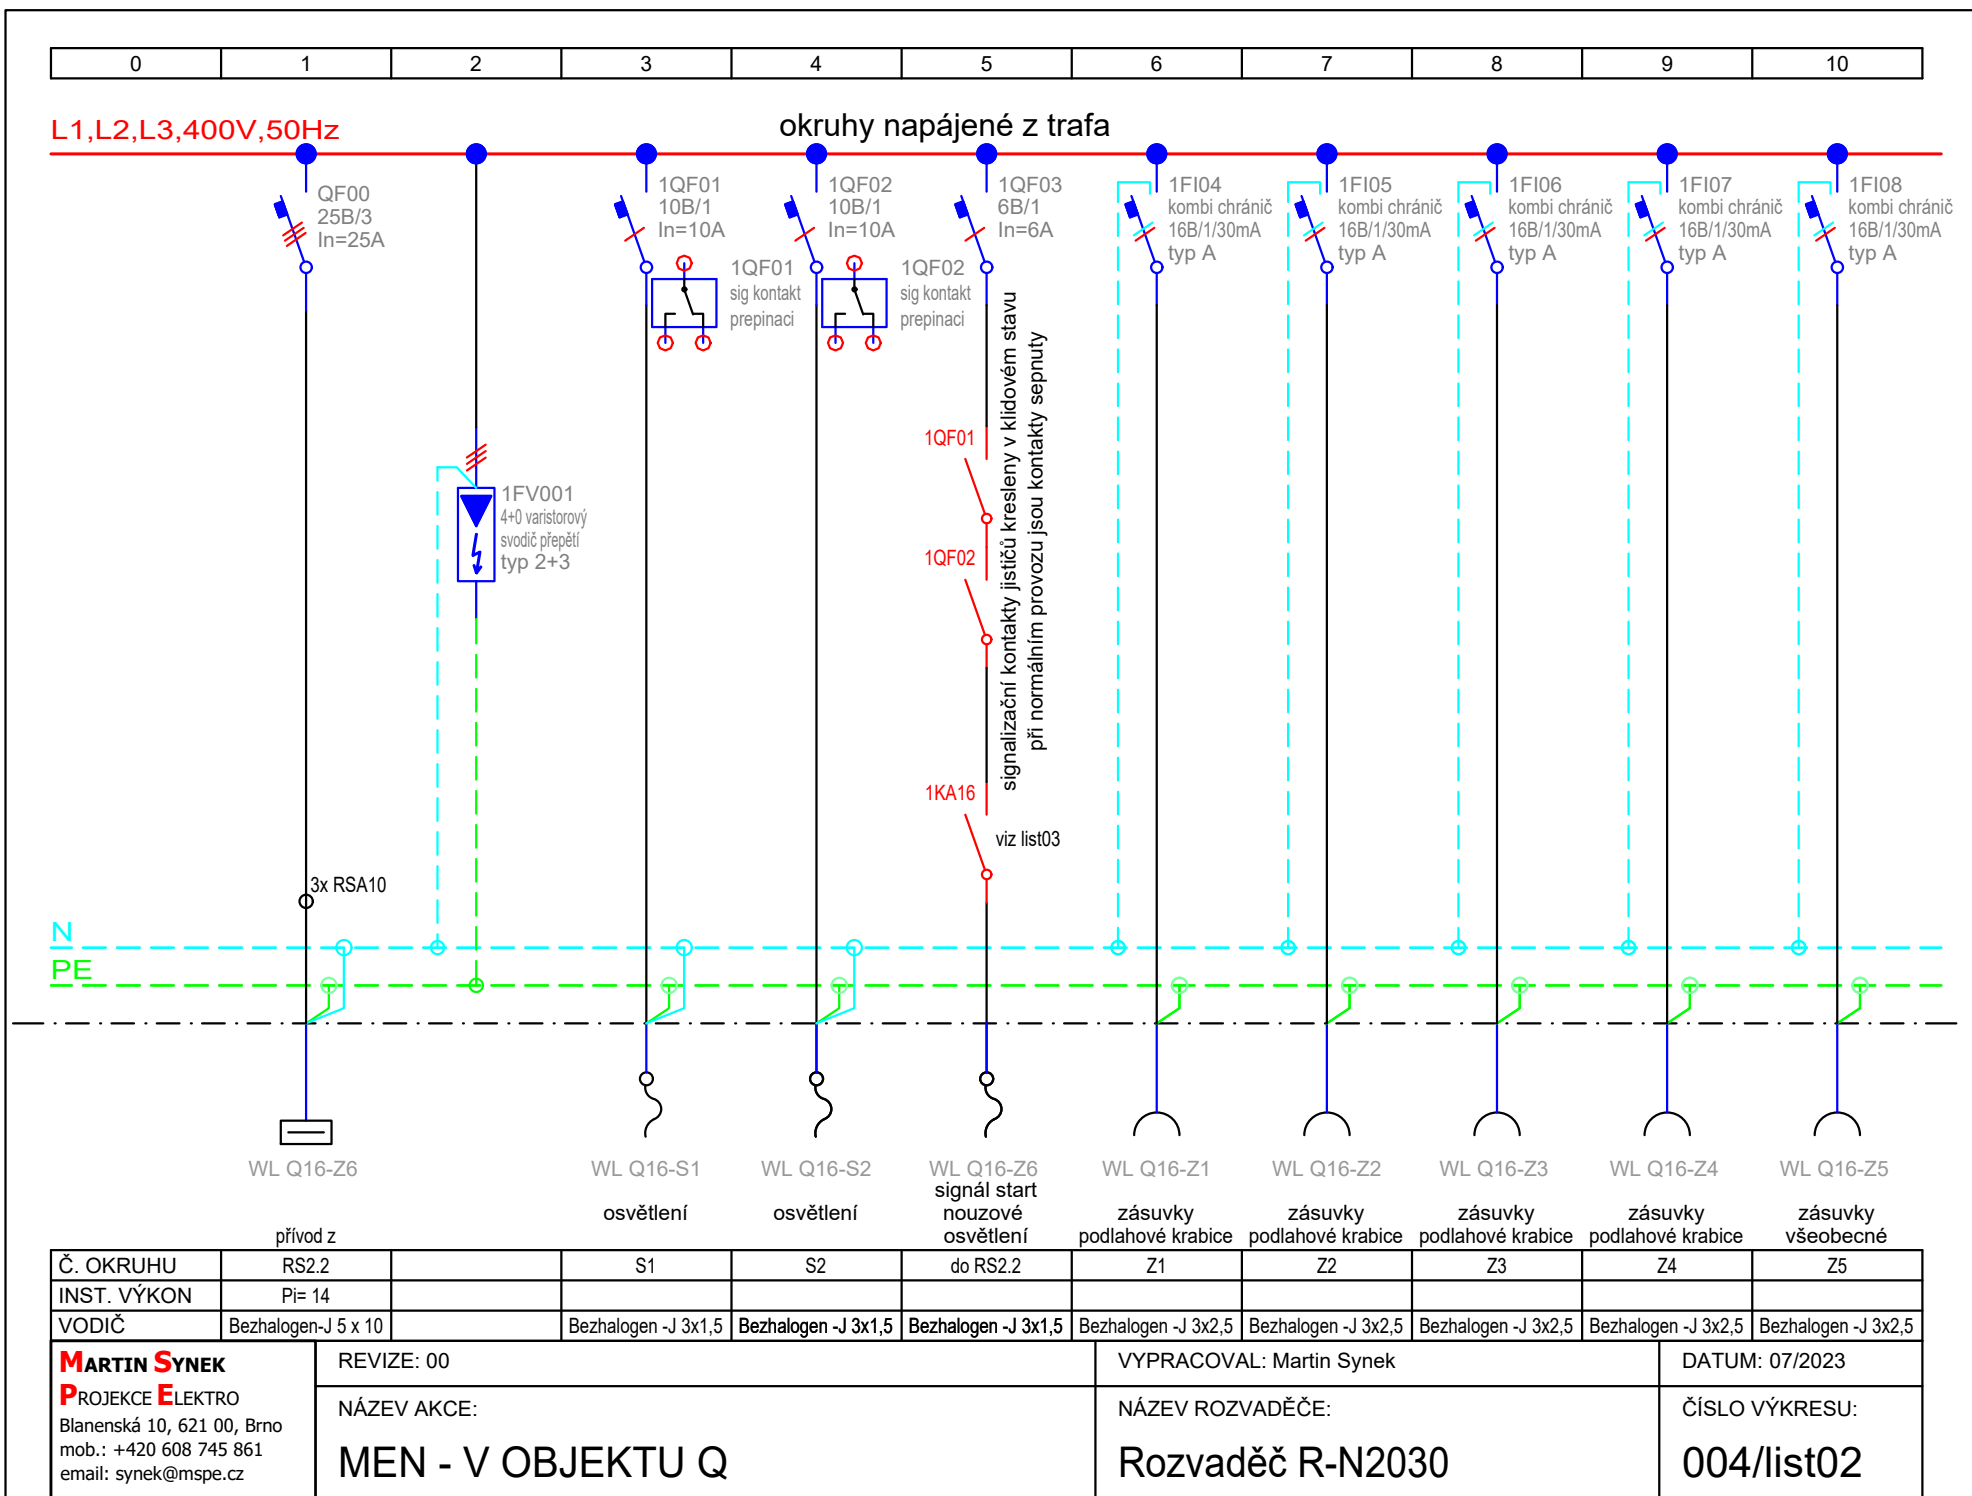 0 1 2 3 4 5 6 7 8 9 10
L1,L2,L3,400V,50Hz
okruhy napájené z trafa
QF00
25B/3
In=25A
1QF01
10B/1
In=10A
1QF02
10B/1
In=10A
1QF03
6B/1
In=6A
1FI04
kombi chránič
16B/1/30mA
typ A
1FI05
kombi chránič
16B/1/30mA
typ A
1FI06
kombi chránič
16B/1/30mA
typ A
1FI07
kombi chránič
16B/1/30mA
typ A
1FI08
kombi chránič
16B/1/30mA
typ A
1QF01
sig kontakt
prepinaci
1QF02
sig kontakt
prepinaci
signalizační kontakty jističů kresleny v klidovém stavu
při normálním provozu jsou kontakty sepnuty
1QF01
1FV001
4+0 varistorový
svodič přepětí
typ 2+3
1QF02
1KA16
viz list03
3x RSA10
N
PE
WL Q16-Z6
přívod z
WL Q16-S1
osvětlení
WL Q16-S2
osvětlení
WL Q16-Z6
signál start
nouzové
osvětlení
WL Q16-Z1
zásuvky
podlahové krabice
WL Q16-Z2
zásuvky
podlahové krabice
WL Q16-Z3
zásuvky
podlahové krabice
WL Q16-Z4
zásuvky
podlahové krabice
WL Q16-Z5
zásuvky
všeobecné
Č. OKRUHU RS2.2 S1 S2 do RS2.2 Z1 Z2 Z3 Z4 Z5
INST. VÝKON Pi= 14
VODIČ Bezhalogen-J 5 x 10 Bezhalogen -J 3x1,5 Bezhalogen -J 3x1,5 Bezhalogen -J 3x1,5 Bezhalogen -J 3x2,5 Bezhalogen -J 3x2,5 Bezhalogen -J 3x2,5 Bezhalogen -J 3x2,5 Bezhalogen -J 3x2,5
MARTIN SYNEK
PROJEKCE ELEKTRO
Blanenská 10, 621 00, Brno
mob.: +420 608 745 861
email: synek@mspe.cz
REVIZE: 00
VYPRACOVAL: Martin Synek
DATUM: 07/2023
NÁZEV AKCE:
MEN - V OBJEKTU Q
NÁZEV ROZVADĚČE:
Rozvaděč R-N2030
ČÍSLO VÝKRESU:
004/list02